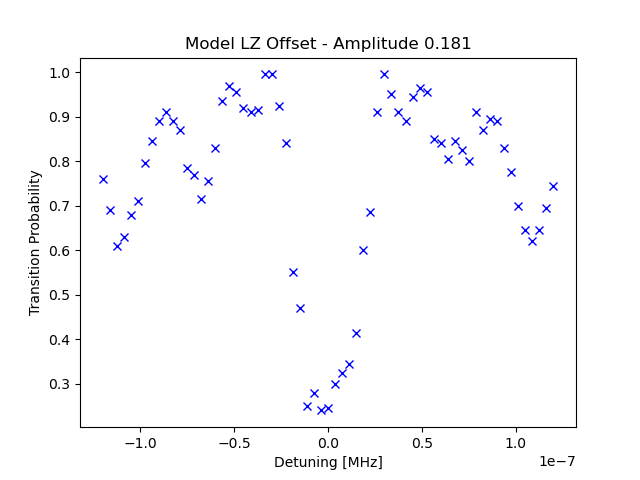 Model LZ Offset - Amplitude 0.181
Transition Probability
1.0
0.9
0.8
0.7
0.6
0.5
0.4
0.3
−1.0 −0.5 0.0 0.5 1.0
1e−7
Detuning [MHz]